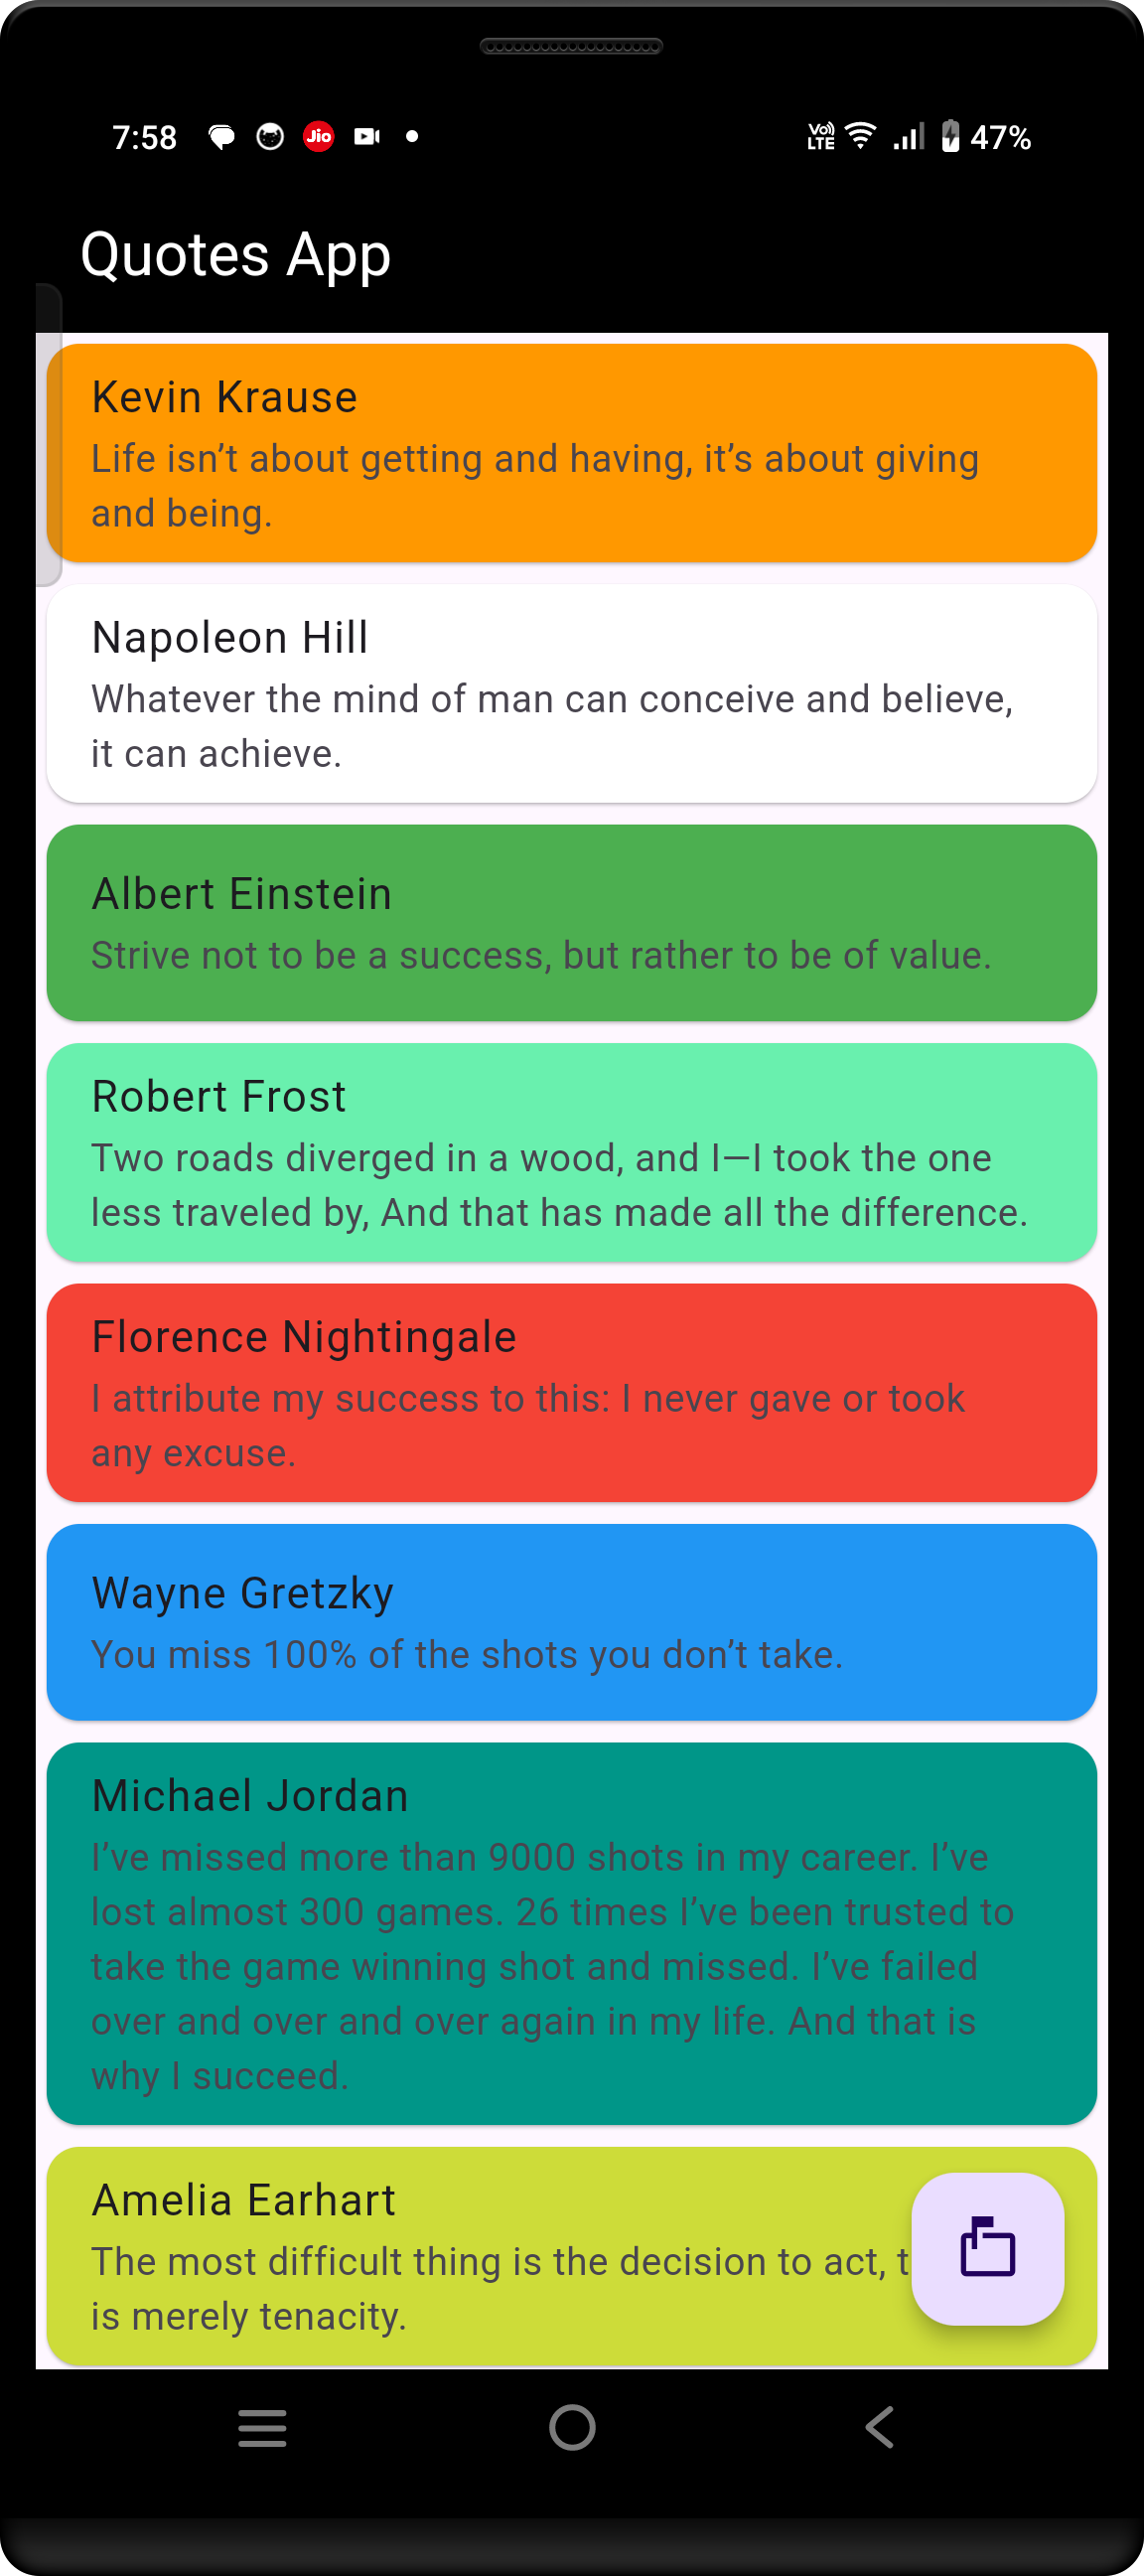 7:58 Jio Vo) LTE 47%
Quotes App
Kevin Krause
Life isn’t about getting and having, it’s about giving
and being.
Napoleon Hill
Whatever the mind of man can conceive and believe,
it can achieve.
Albert Einstein
Strive not to be a success, but rather to be of value.
Robert Frost
Two roads diverged in a wood, and I—I took the one
less traveled by, And that has made all the difference.
Florence Nightingale
I attribute my success to this: I never gave or took
any excuse.
Wayne Gretzky
You miss 100% of the shots you don’t take.
Michael Jordan
I’ve missed more than 9000 shots in my career. I’ve
lost almost 300 games. 26 times I’ve been trusted to
take the game winning shot and missed. I’ve failed
over and over and over again in my life. And that is
why I succeed.
Amelia Earhart
The most difficult thing is the decision to act, t
is merely tenacity.